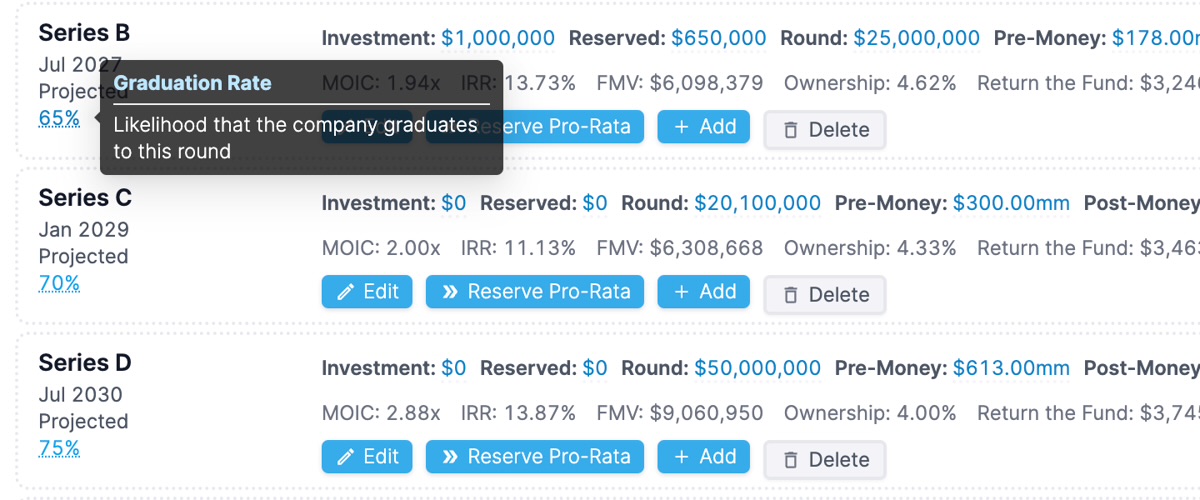 Series B
Jul 2027
Projected
65%
Graduation Rate
Likelihood that the company graduates
to this round
Investment: $1,000,000 Reserved: $650,000 Round: $25,000,000 Pre-Money: $178.00
MOIC: 1.94x IRR: 13.73% FMV: $6,098,379 Ownership: 4.62% Return the Fund: $3,24
Reserve Pro-Rata + Add Delete
Series C
Jan 2029
Projected
70%
Investment: $0 Reserved: $0 Round: $20,100,000 Pre-Money: $300.00mm Post-Money
MOIC: 2.00x IRR: 11.13% FMV: $6,308,668 Ownership: 4.33% Return the Fund: $3,46
Edit Reserve Pro-Rata + Add Delete
Series D
Jul 2030
Projected
75%
Investment: $0 Reserved: $0 Round: $50,000,000 Pre-Money: $613.00mm Post-Money
MOIC: 2.88x IRR: 13.87% FMV: $9,060,950 Ownership: 4.00% Return the Fund: $3,74
Edit Reserve Pro-Rata + Add Delete